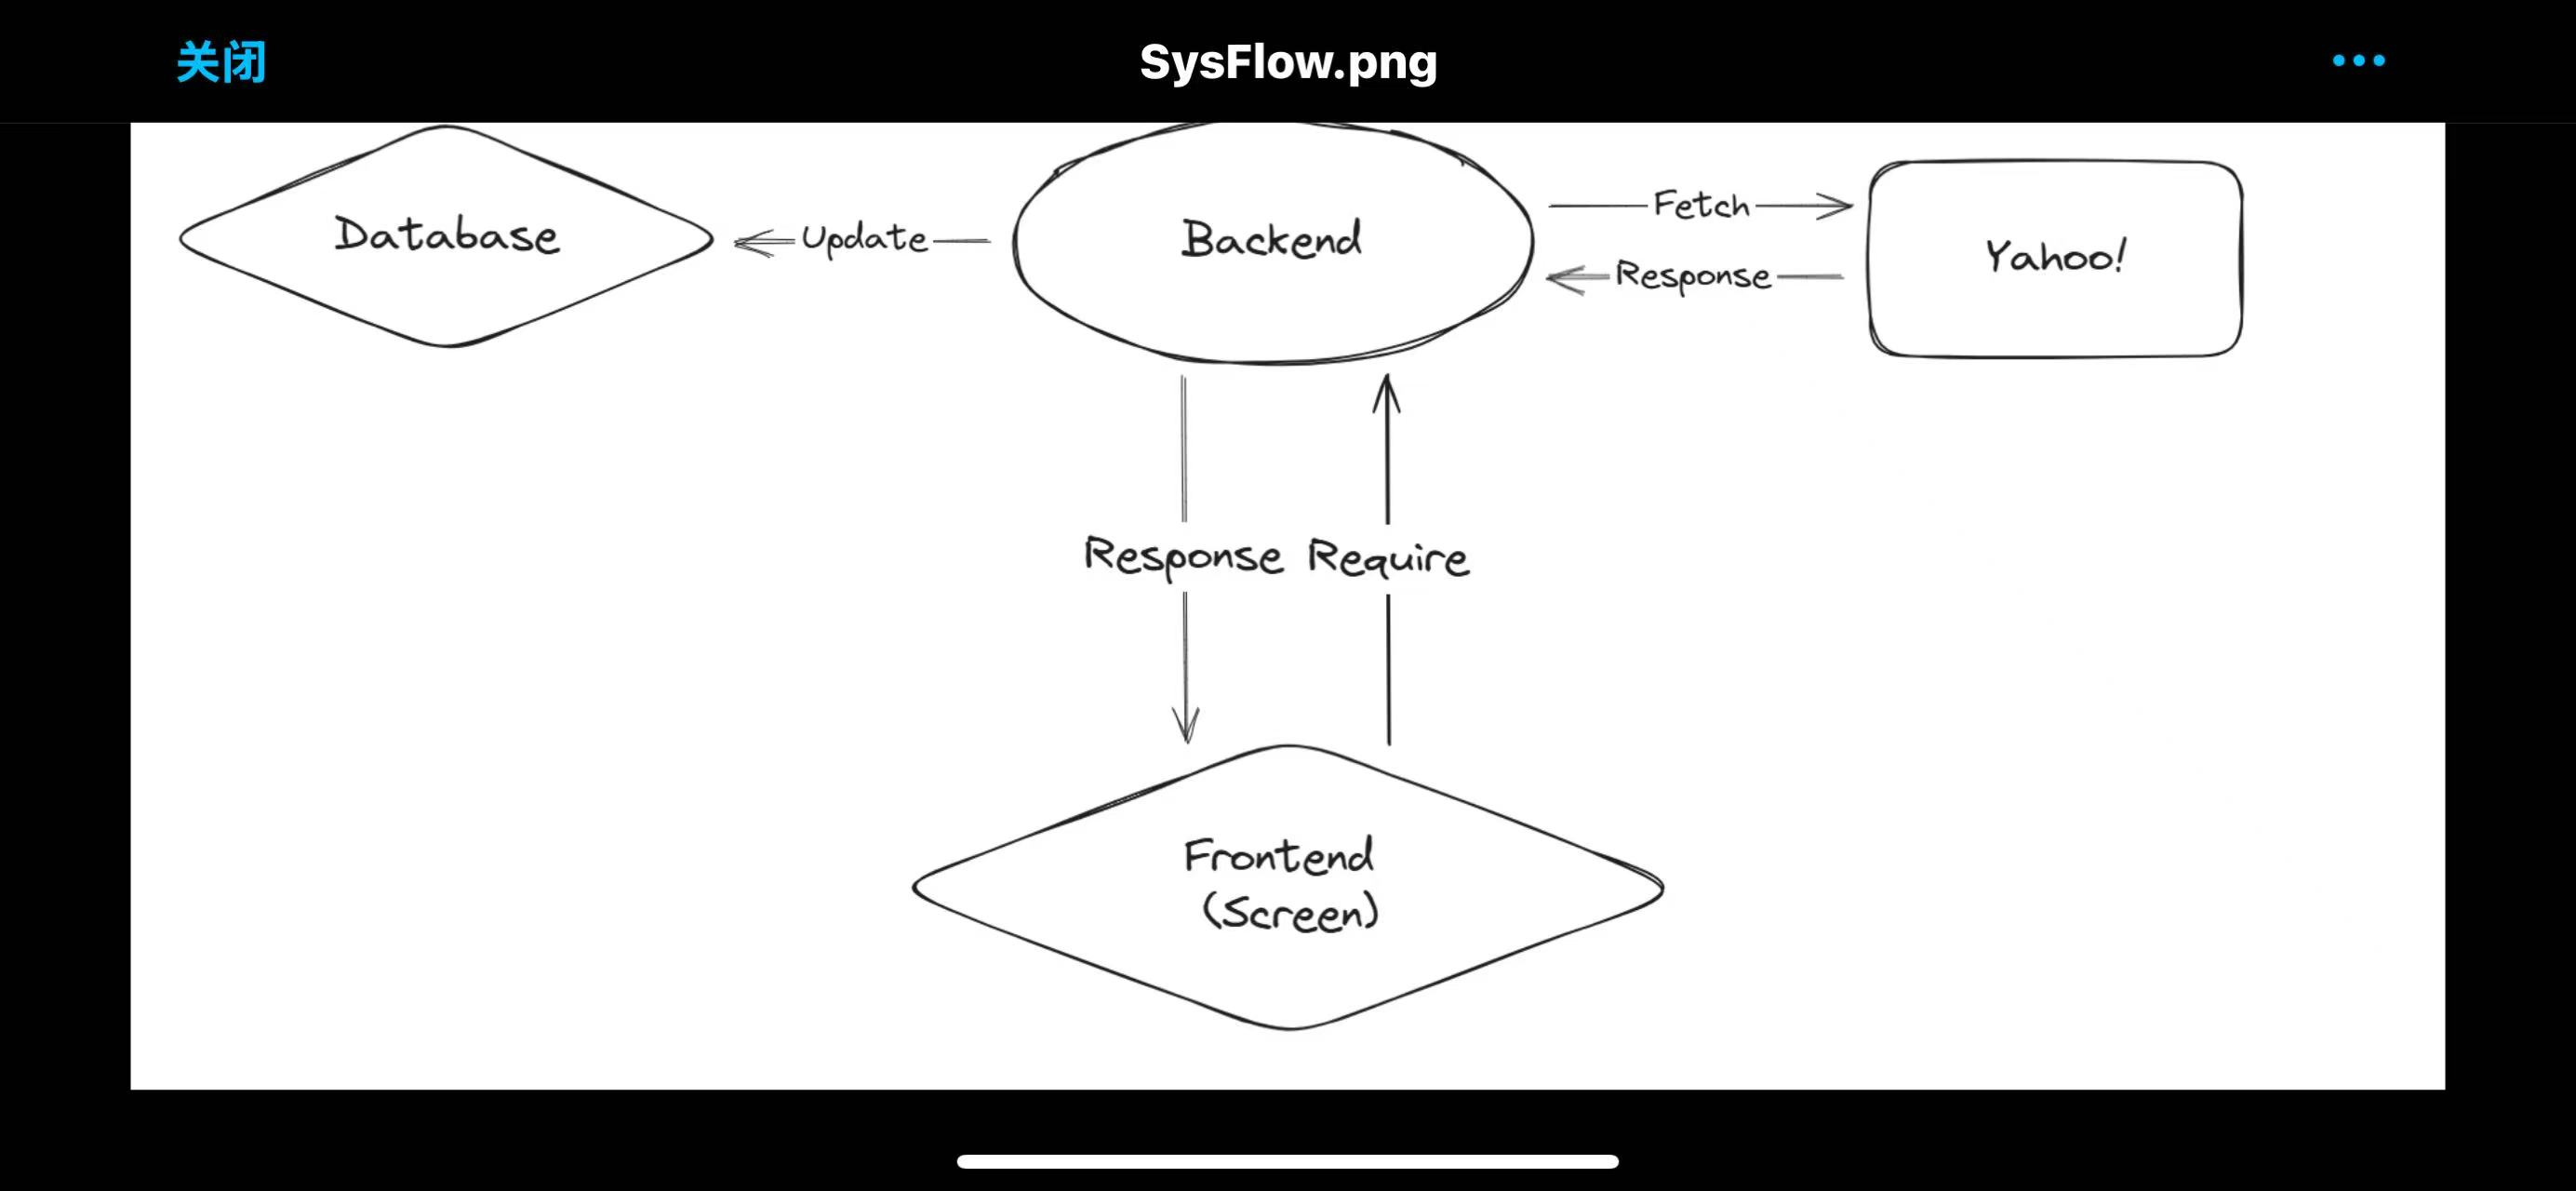 关闭
SysFlow.png
•••
Database
Update
Backend
Fetch
Response
Yahoo!
Response
Require
Frontend
(Screen)